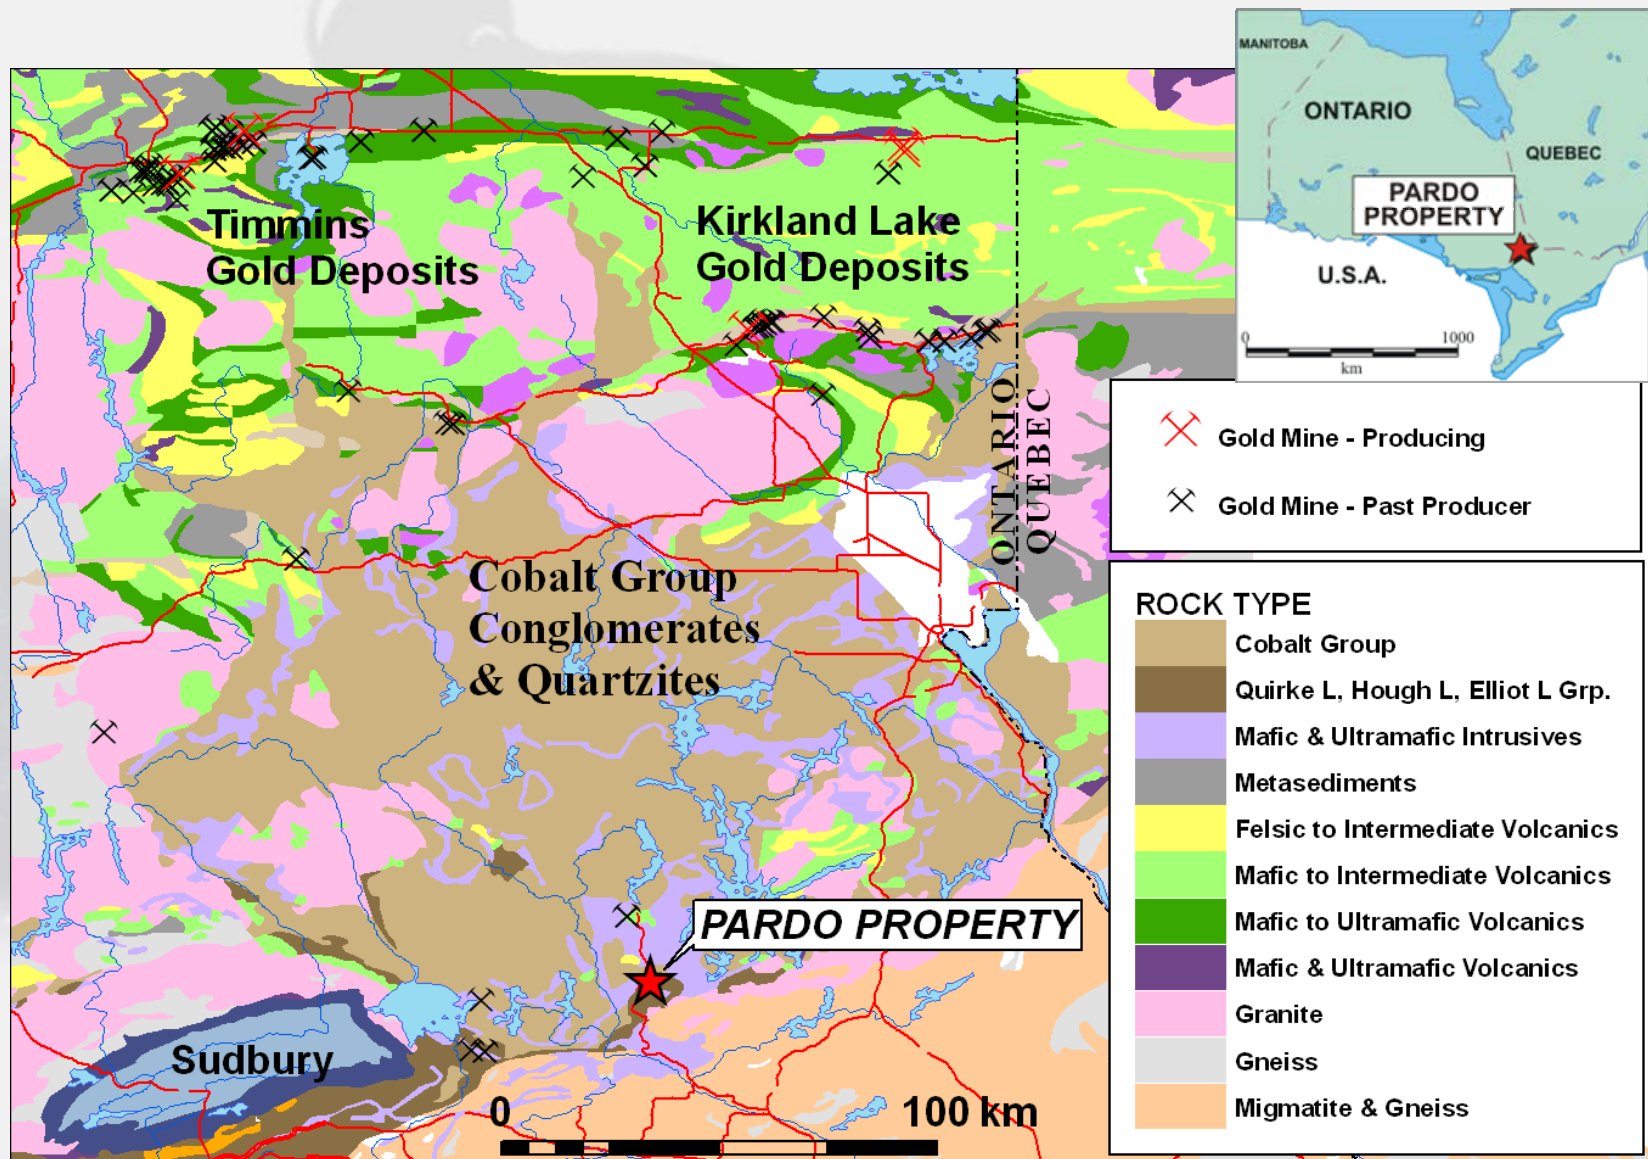 MANITOBA
ONTARIO
QUEBEC
PARDO
PROPERTY
U.S.A.
0
1000
km
Timmins
Gold Deposits
Kirkland Lake
Gold Deposits
ONTARIO
QUEBEC
Gold Mine - Producing
Gold Mine - Past Producer
Cobalt Group
Conglomerates
& Quartzites
ROCK TYPE
Cobalt Group
Quirke L, Hough L, Elliot L Grp.
Mafic & Ultramafic Intrusives
Metasediments
Felsic to Intermediate Volcanics
Mafic to Intermediate Volcanics
Mafic to Ultramafic Volcanics
Mafic & Ultramafic Volcanics
Granite
Gneiss
Migmatite & Gneiss
PARDO PROPERTY
Sudbury
0
100 km